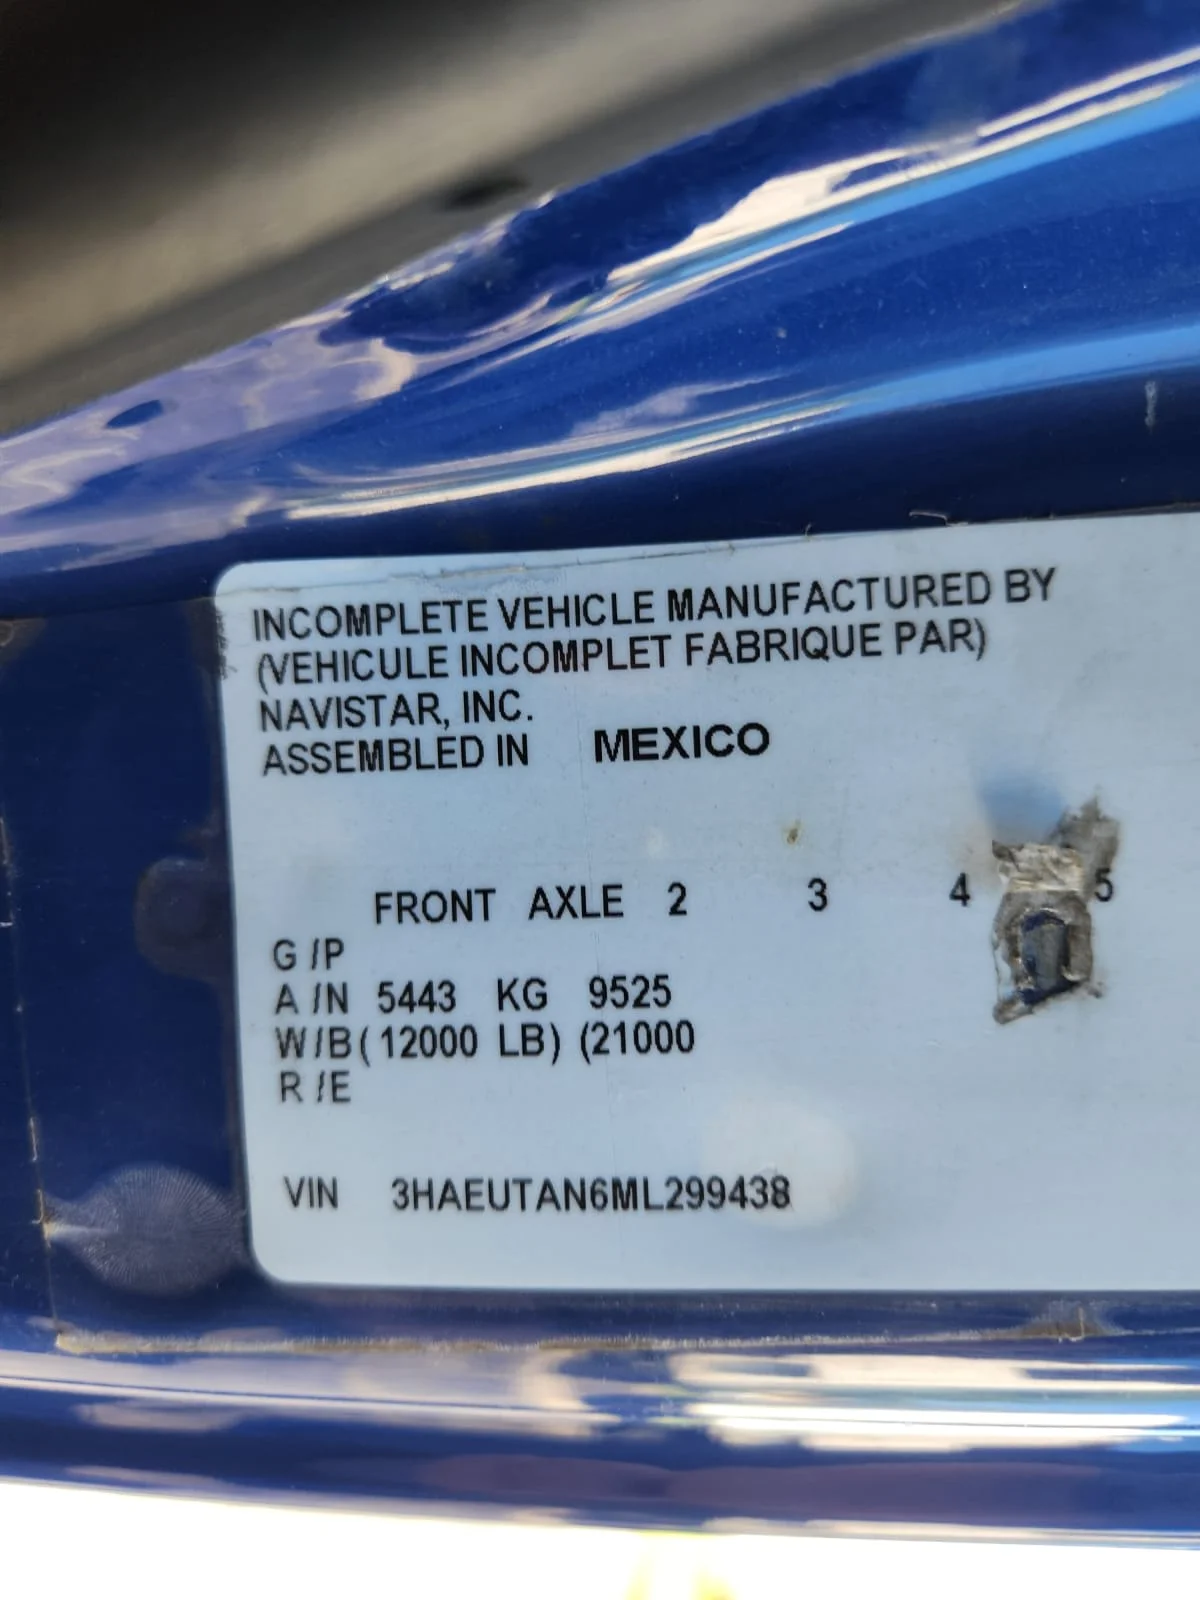 INCOMPLETE VEHICLE MANUFACTURED BY
(VEHICULE INCOMPLET FABRIQUE PAR)
NAVISTAR, INC.
ASSEMBLED IN MEXICO
FRONT AXLE 2 3 4 5
G /P
A /N 5443 KG 9525
W/B( 12000 LB) (21000
R /E
VIN 3HAEUTAN6ML299438